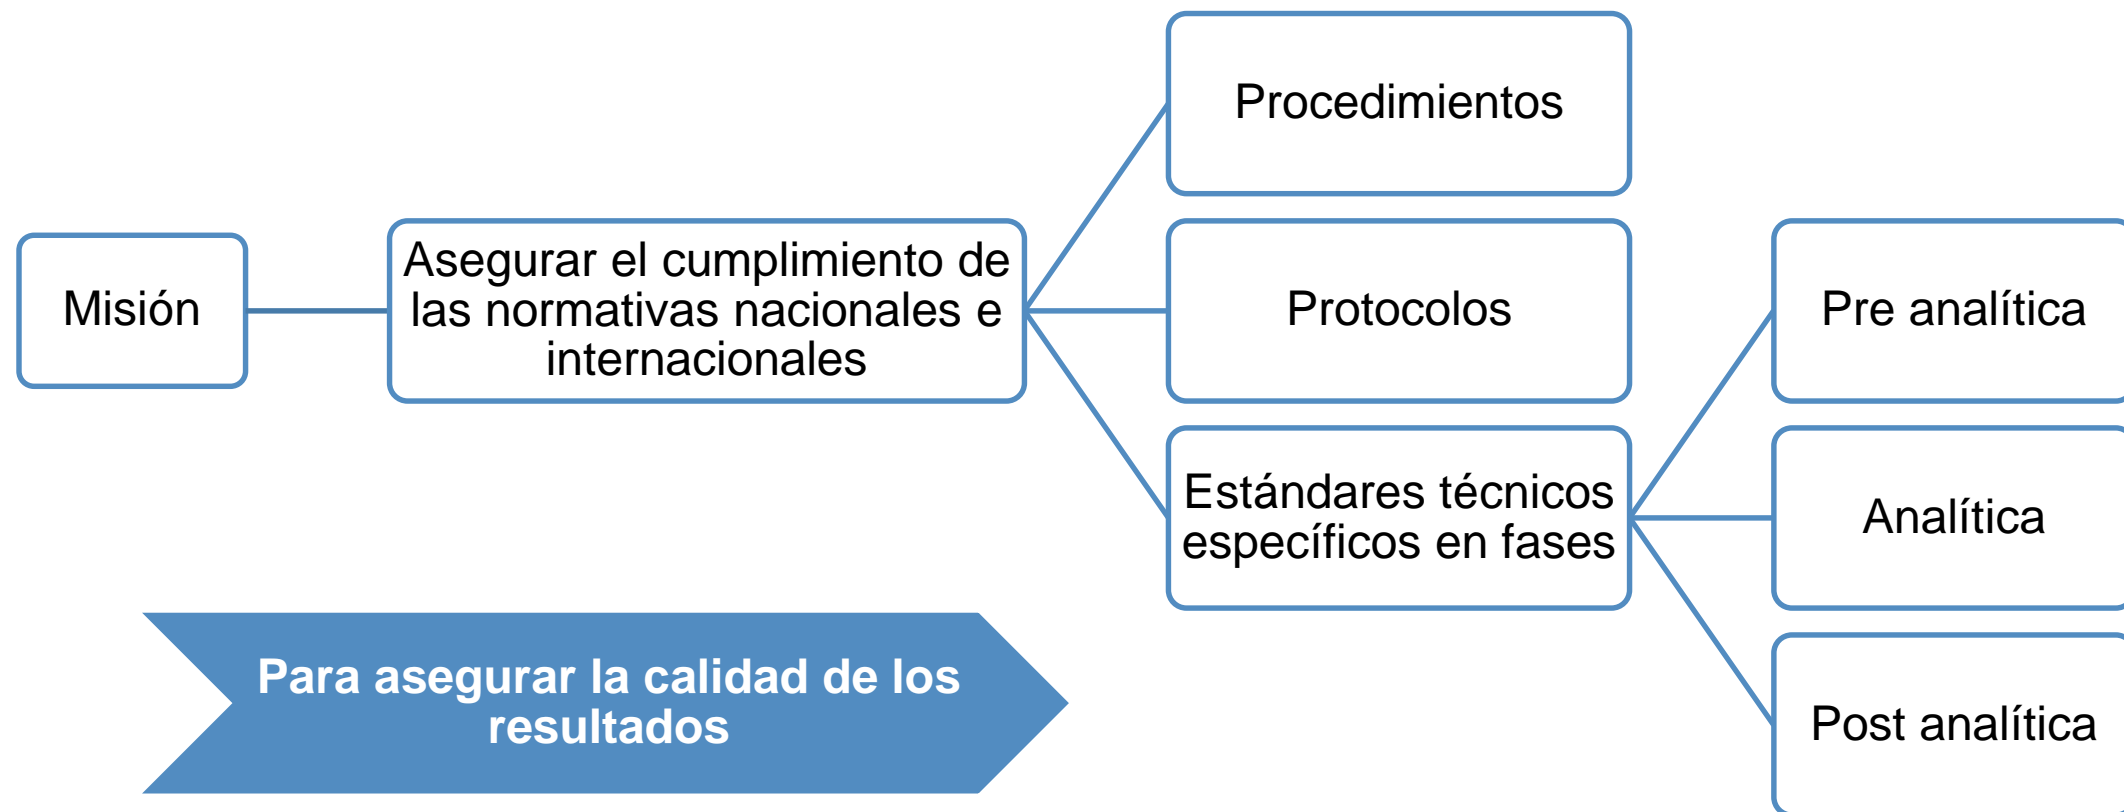 Misión
Asegurar el cumplimiento de
las normativas nacionales e
internacionales
Procedimientos
Protocolos
Estándares técnicos
específicos en fases
Pre analítica
Analítica
Post analítica
Para asegurar la calidad de los
resultados